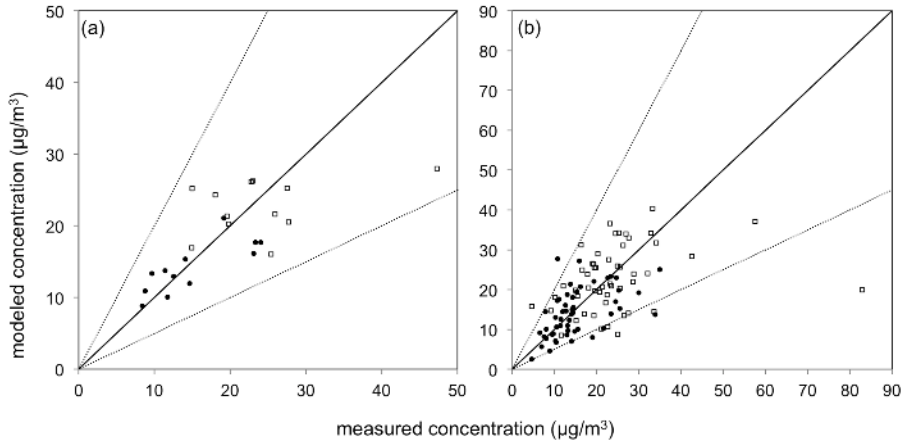 (a)
(b)
modeled concentration (µg/m³)
50
40
30
20
10
0
0 10 20 30 40 50
90
80
70
60
50
40
30
20
10
0
0 10 20 30 40 50 60 70 80 90
measured concentration (µg/m³)